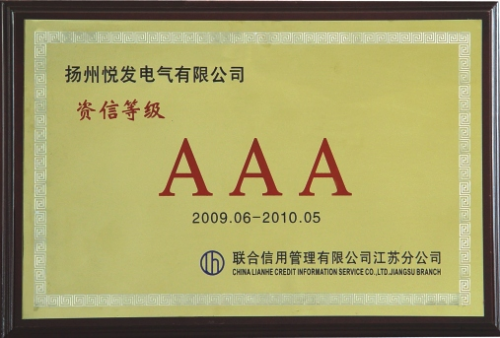 扬州悦发电气有限公司
资信等级
AAA
2009.06-2010.05
联合信用管理有限公司江苏分公司
CHINA LIANHE CREDIT INFORMATION SERVICE CO.,LTD.JIANGSU BRANCH